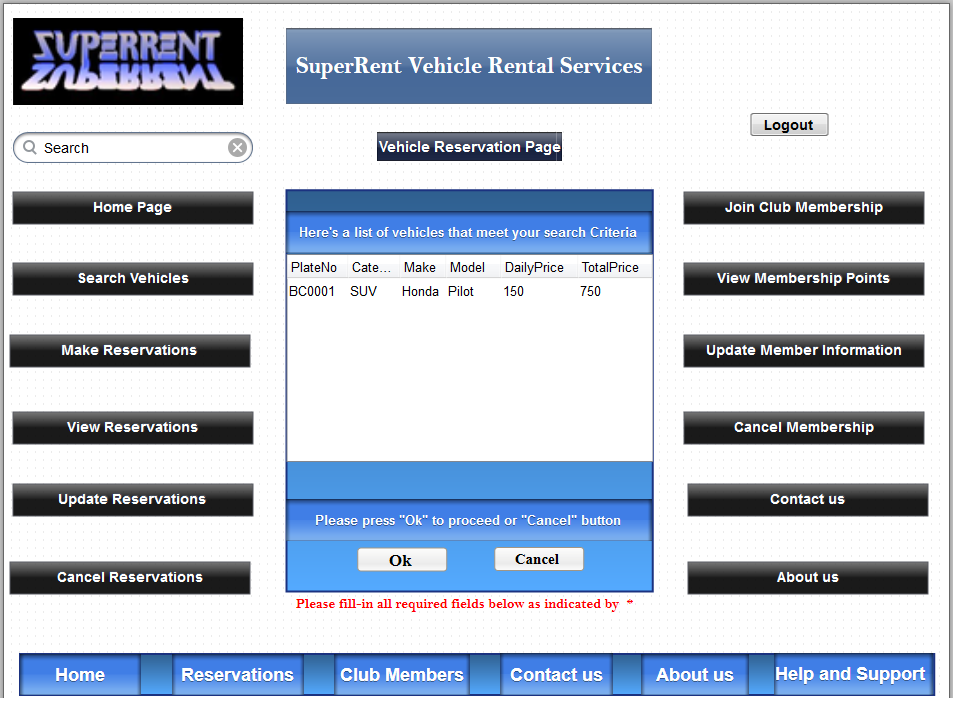 SUPERRENT
SuperRent Vehicle Rental Services
Logout
Search
Vehicle Reservation Page
Home Page
Search Vehicles
Make Reservations
View Reservations
Update Reservations
Cancel Reservations
Here's a list of vehicles that meet your search Criteria
PlateNo Cate... Make Model DailyPrice TotalPrice
BC0001 SUV Honda Pilot 150 750
Please press "Ok" to proceed or "Cancel" button
Ok Cancel
Please fill-in all required fields below as indicated by *
Join Club Membership
View Membership Points
Update Member Information
Cancel Membership
Contact us
About us
Home Reservations Club Members Contact us About us Help and Support